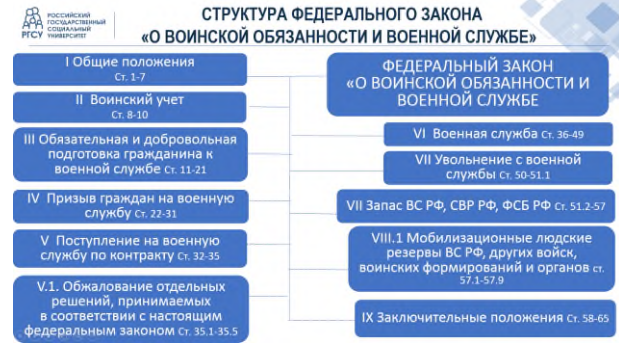 РОССИЙСКИЙ
ГОСУДАРСТВЕННЫЙ
СОЦИАЛЬНЫЙ
УНИВЕРСИТЕТ
РГСУ
СТРУКТУРА ФЕДЕРАЛЬНОГО ЗАКОНА
«О ВОИНСКОЙ ОБЯЗАННОСТИ И ВОЕННОЙ СЛУЖБЕ»
I Общие положения
Ст. 1-7
II Воинский учет
Ст. 8-10
III Обязательная и добровольная
подготовка гражданина к
военной службе Ст. 11-21
IV Призыв граждан на военную
службу Ст. 22-31
V Поступление на военную
службу по контракту Ст. 32-35
V.1. Обжалование отдельных
решений, принимаемых
в соответствии с настоящим
федеральным законом Ст. 35.1-35.5
ФЕДЕРАЛЬНЫЙ ЗАКОН
«О ВОИНСКОЙ ОБЯЗАННОСТИ И
ВОЕННОЙ СЛУЖБЕ
VI Военная служба Ст. 36-49
VII Увольнение с военной
службы Ст. 50-51.1
VII Запас ВС РФ, СВР РФ, ФСБ РФ Ст. 51.2-57
VIII.1 Мобилизационные людские
резервы ВС РФ, других войск,
воинских формирований и органов ст.
57.1-57.9
IX Заключительные положения Ст. 58-65